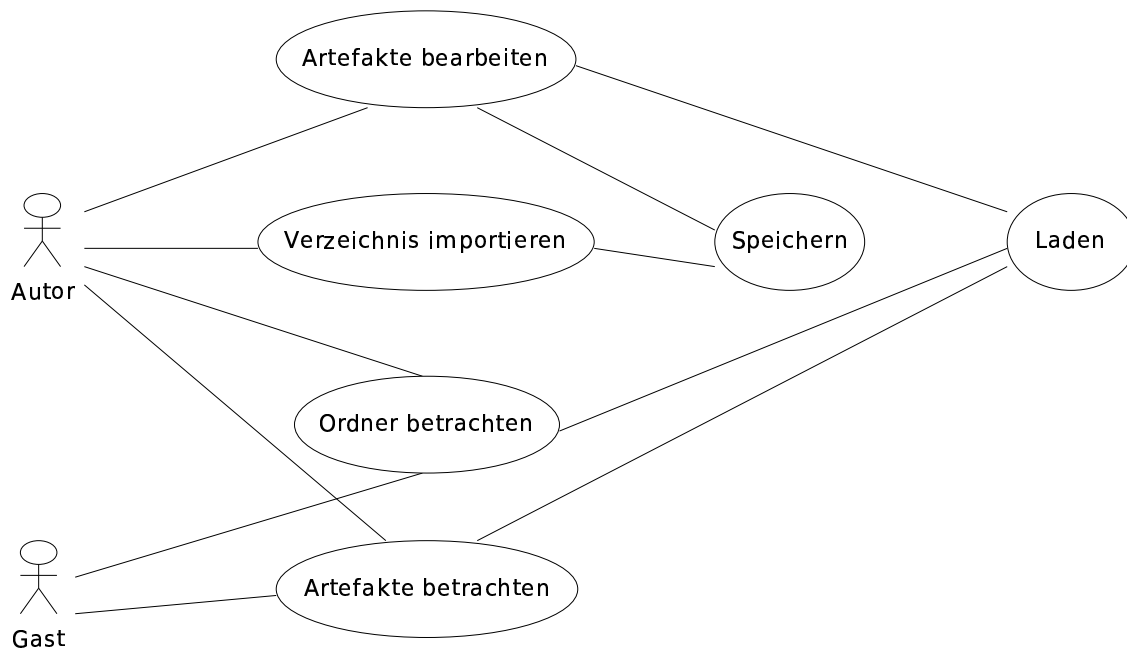 Artefakte bearbeiten
Verzeichnis importieren
Speichern
Laden
Autor
Ordner betrachten
Artefakte betrachten
Gast